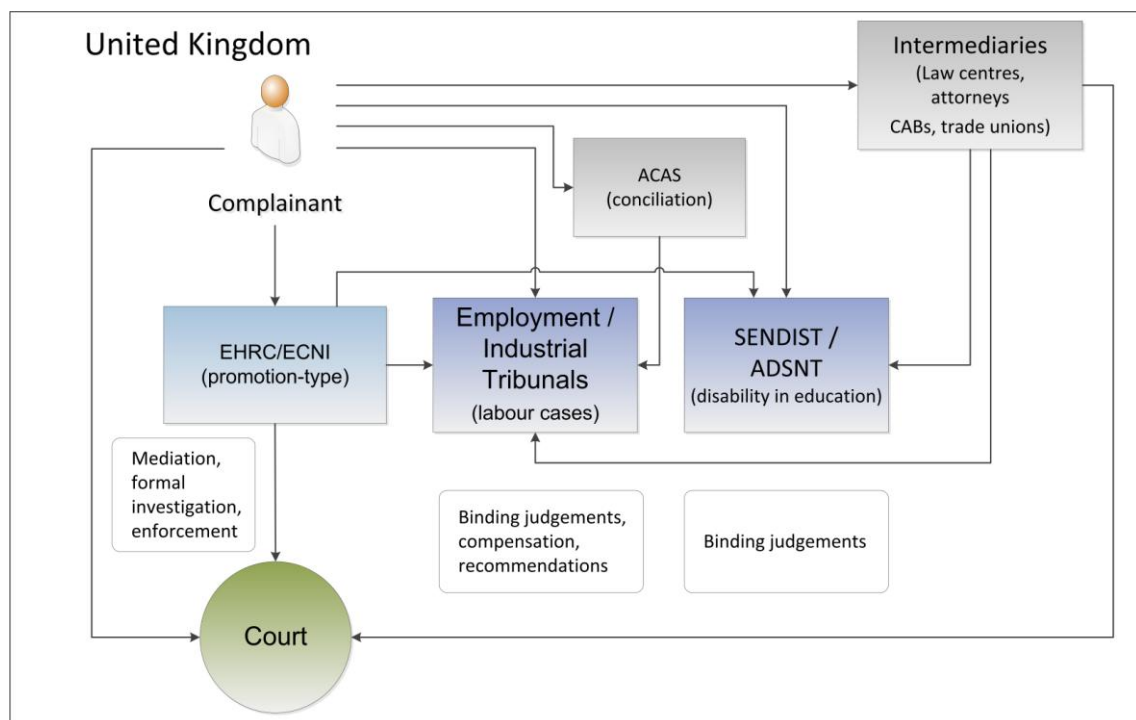 United Kingdom
Intermediaries
(Law centres,
attorneys
CABs, trade unions)
ACAS
(conciliation)
Complainant
EHRC/ECNI
(promotion-type)
Employment /
Industrial
Tribunals
(labour cases)
SENDIST /
ADSNT
(disability in education)
Mediation,
formal
investigation,
enforcement
Binding judgements,
compensation,
recommendations
Binding judgements
Court